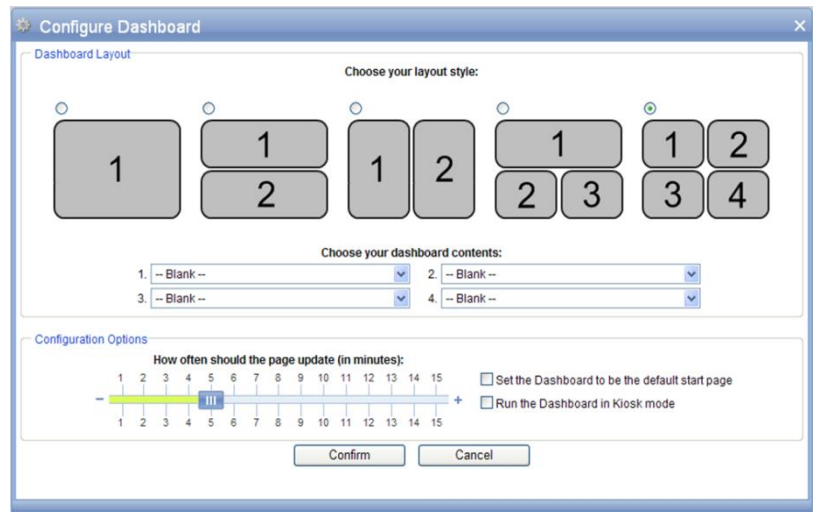 Configure Dashboard
Dashboard Layout
Choose your layout style:
1
1
2
1 2
1
2 3
1 2
3 4
Choose your dashboard contents:
1. -- Blank -- 2. -- Blank --
3. -- Blank -- 4. -- Blank --
Configuration Options
How often should the page update (in minutes):
1 2 3 4 5 6 7 8 9 10 11 12 13 14 15
- +
1 2 3 4 5 6 7 8 9 10 11 12 13 14 15
Set the Dashboard to be the default start page
Run the Dashboard in Kiosk mode
Confirm Cancel